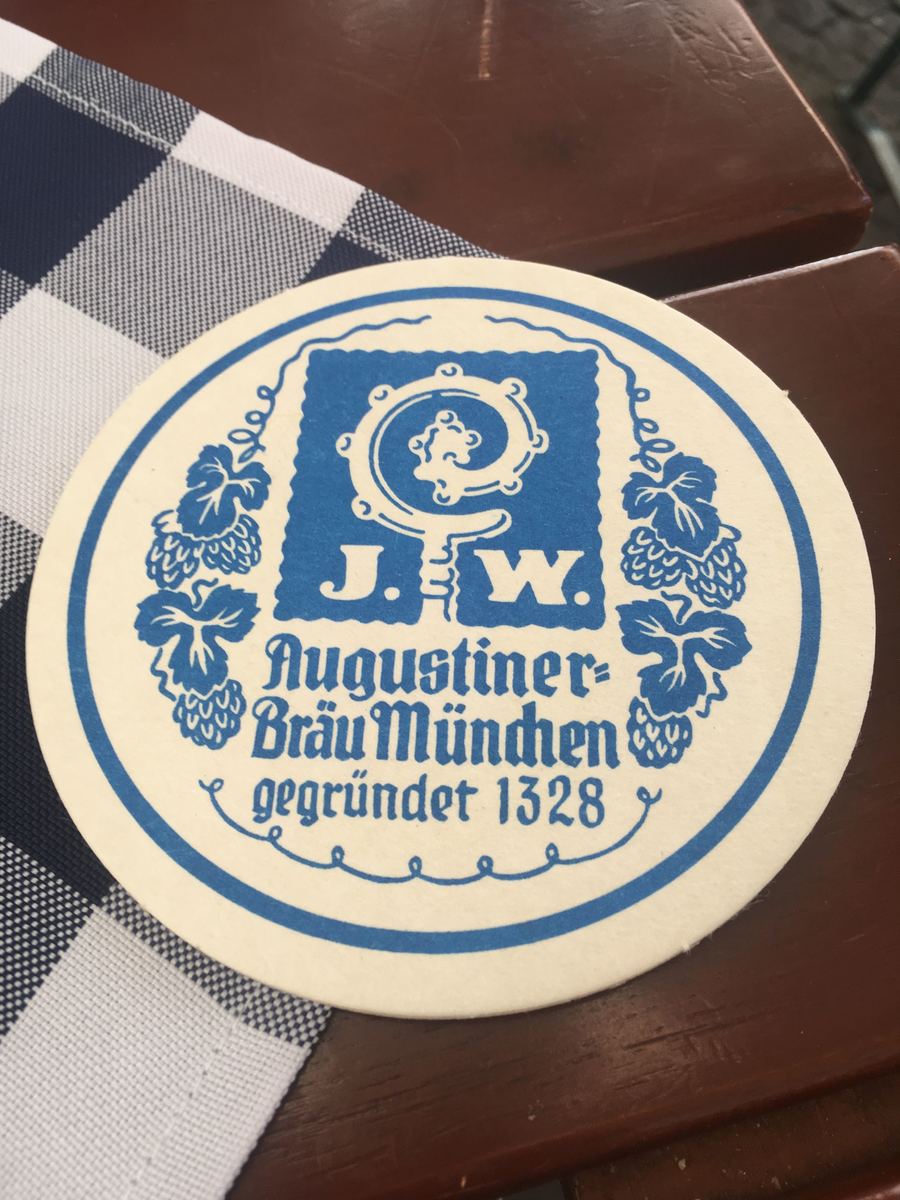 J. W.
Augustiner-
Bräu München
gegründet 1328